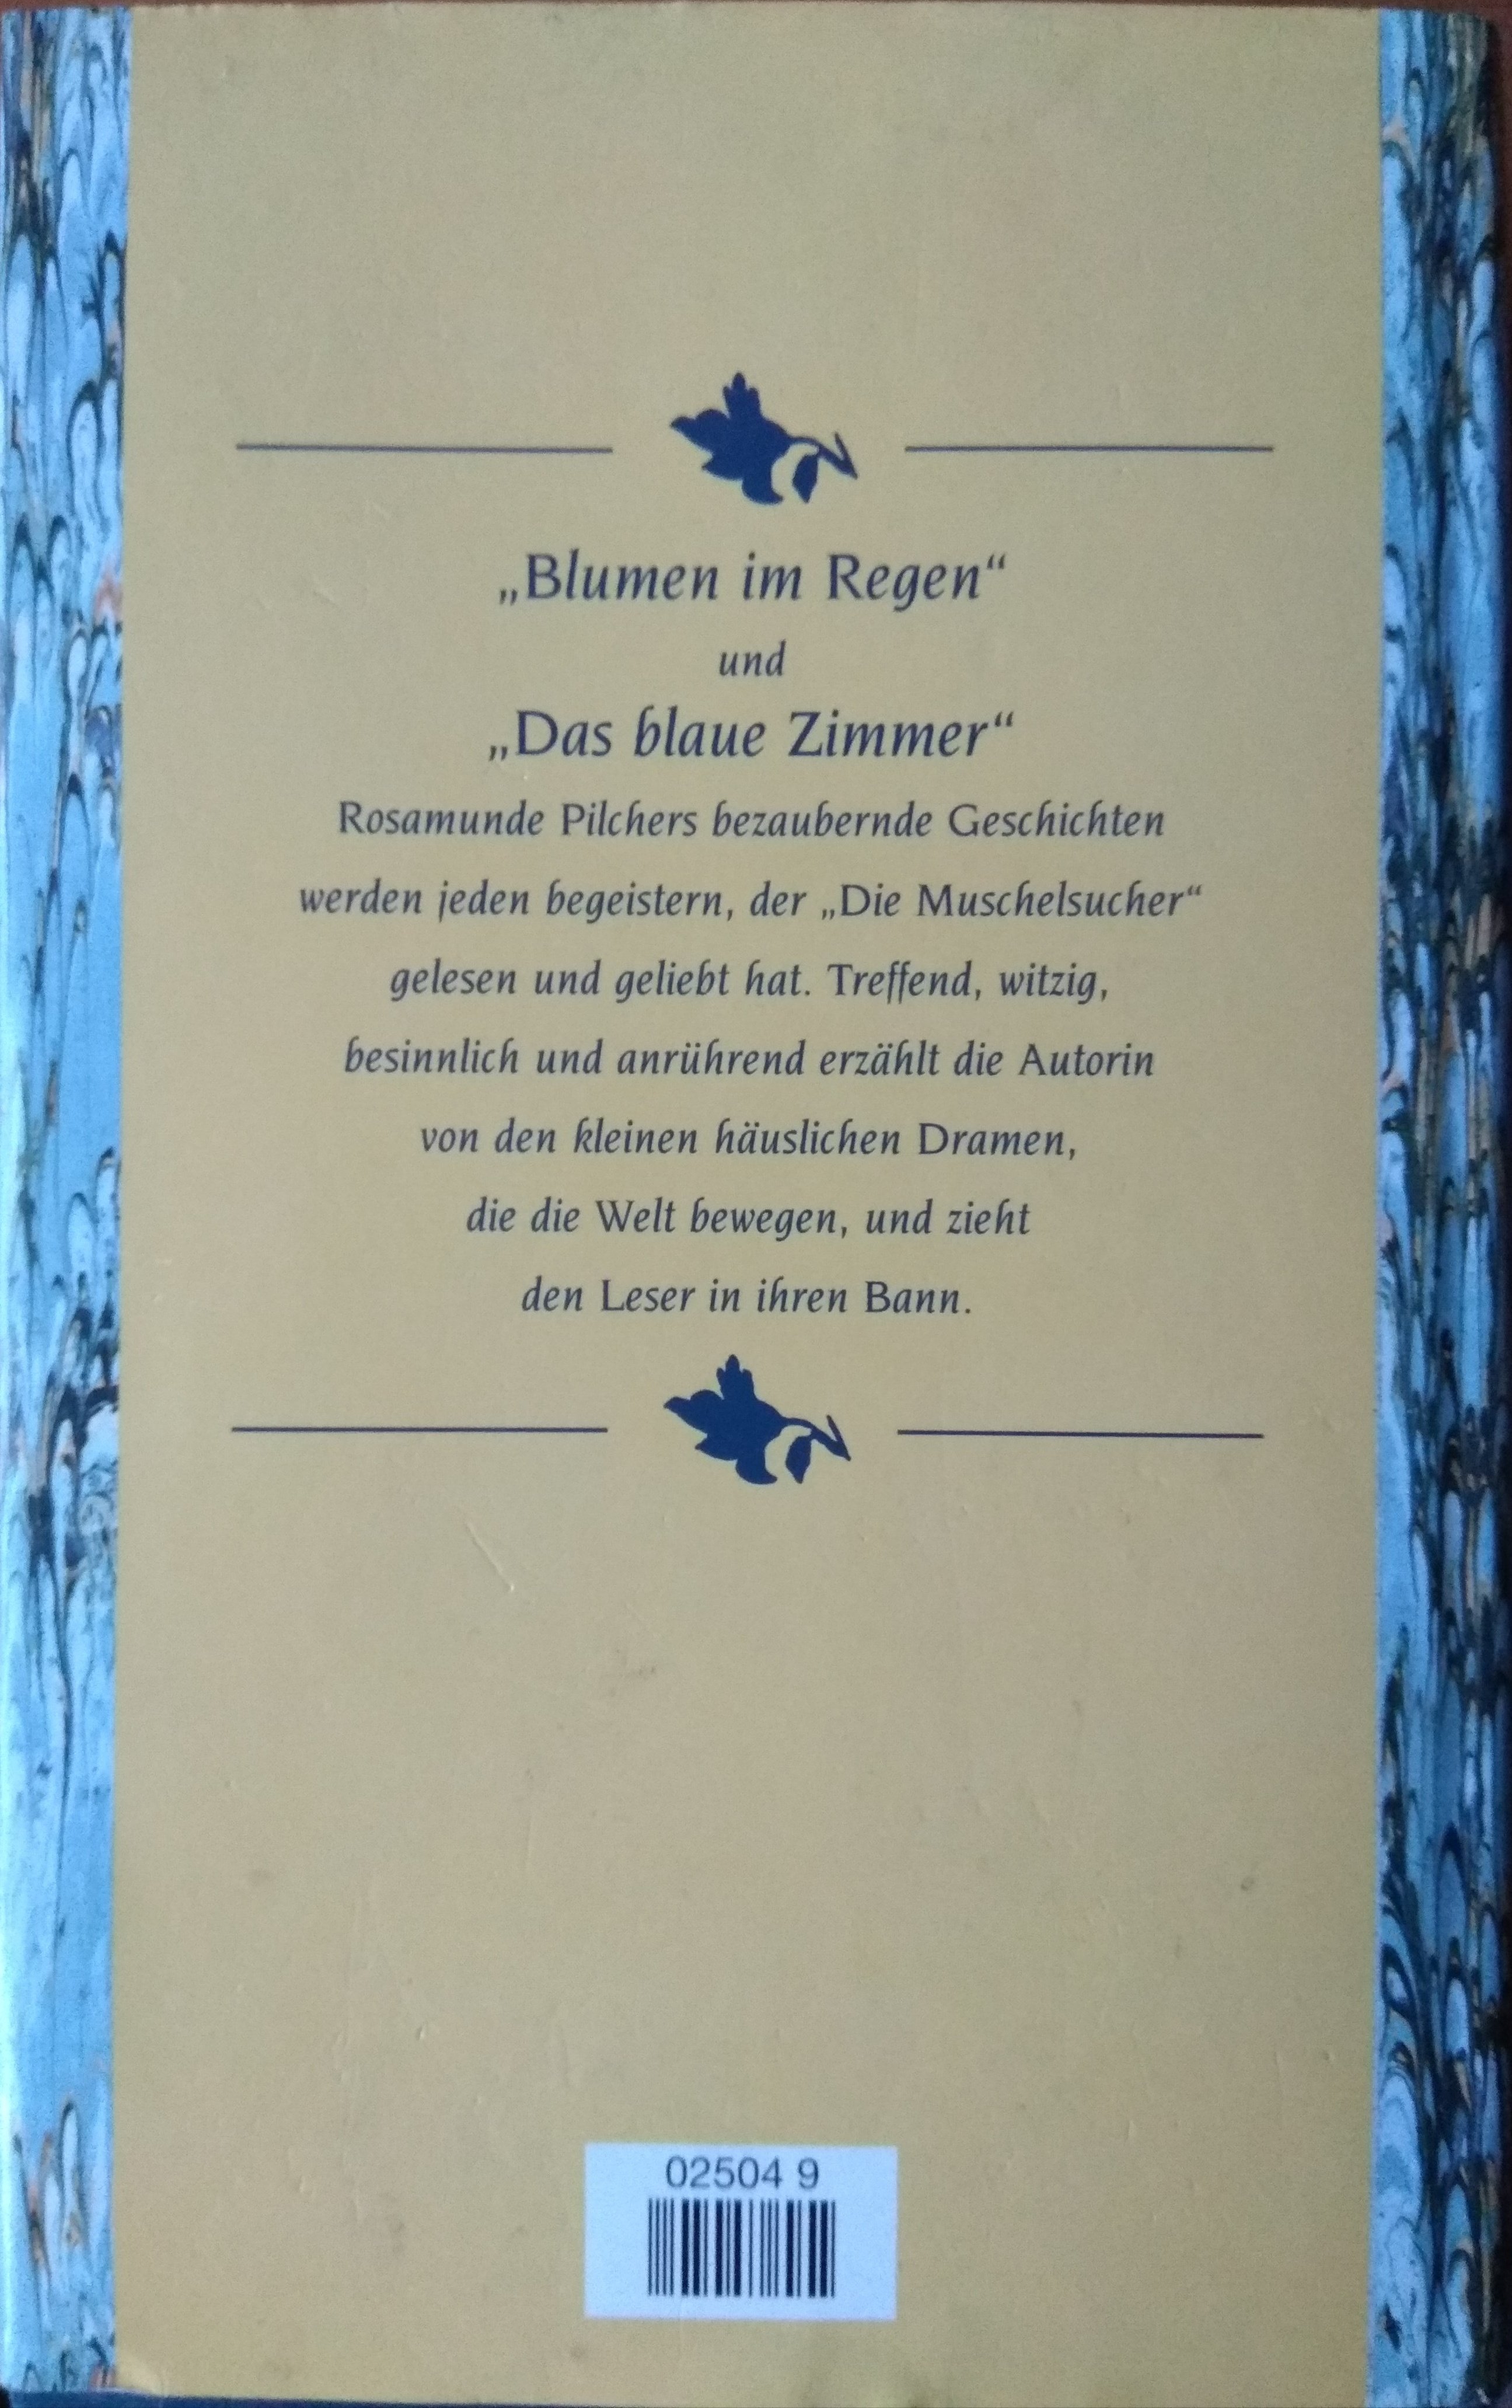 „Blumen im Regen“
und
„Das blaue Zimmer“
Rosamunde Pilchers bezaubernde Geschichten
werden jeden begeistern, der „Die Muschelsucher“
gelesen und geliebt hat. Treffend, witzig,
besinnlich und anrührend erzählt die Autorin
von den kleinen häuslichen Dramen,
die die Welt bewegen, und zieht
den Leser in ihren Bann.
02504 9